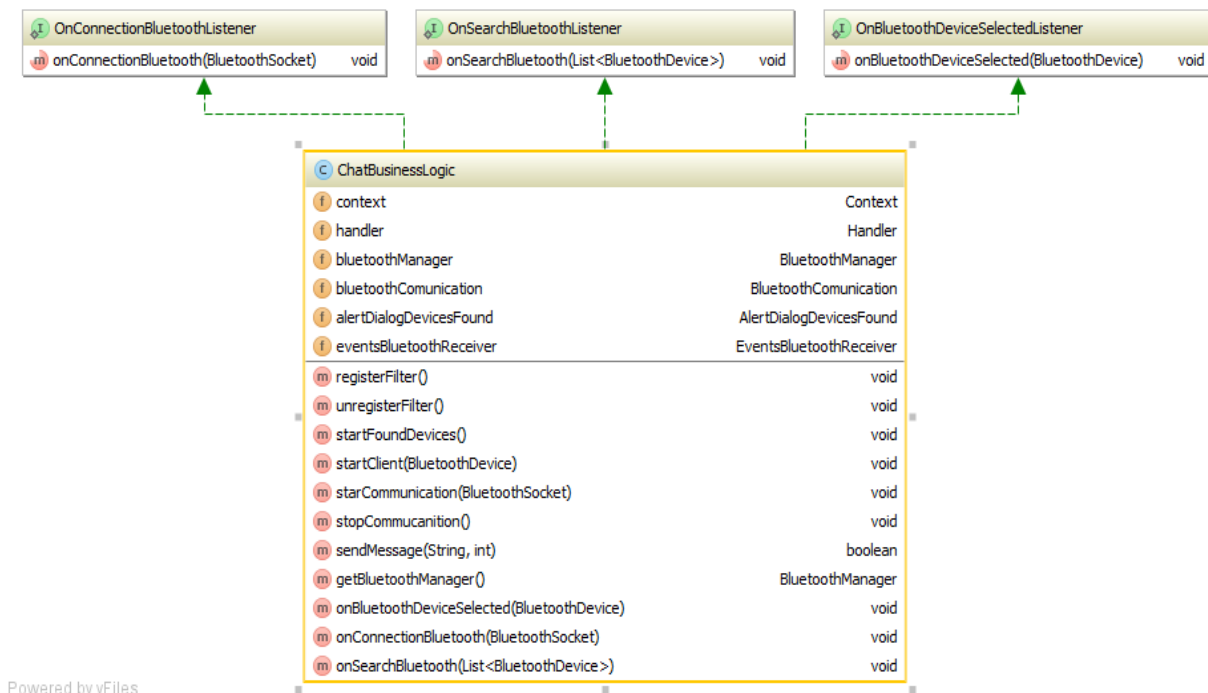 OnConnectionBluetoothListener
onConnectionBluetooth(BluetoothSocket) void
OnSearchBluetoothListener
onSearchBluetooth(List<BluetoothDevice>) void
OnBluetoothDeviceSelectedListener
onBluetoothDeviceSelected(BluetoothDevice) void
ChatBusinessLogic
context Context
handler Handler
bluetoothManager BluetoothManager
bluetoothComunication BluetoothComunication
alertDialogDevicesFound AlertDialogDevicesFound
eventsBluetoothReceiver EventsBluetoothReceiver
registerFilter() void
unregisterFilter() void
startFoundDevices() void
startClient(BluetoothDevice) void
starCommunication(BluetoothSocket) void
stopCommucanition() void
sendMessage(String, int) boolean
getBluetoothManager() BluetoothManager
onBluetoothDeviceSelected(BluetoothDevice) void
onConnectionBluetooth(BluetoothSocket) void
onSearchBluetooth(List<BluetoothDevice>) void
Powered by yFiles